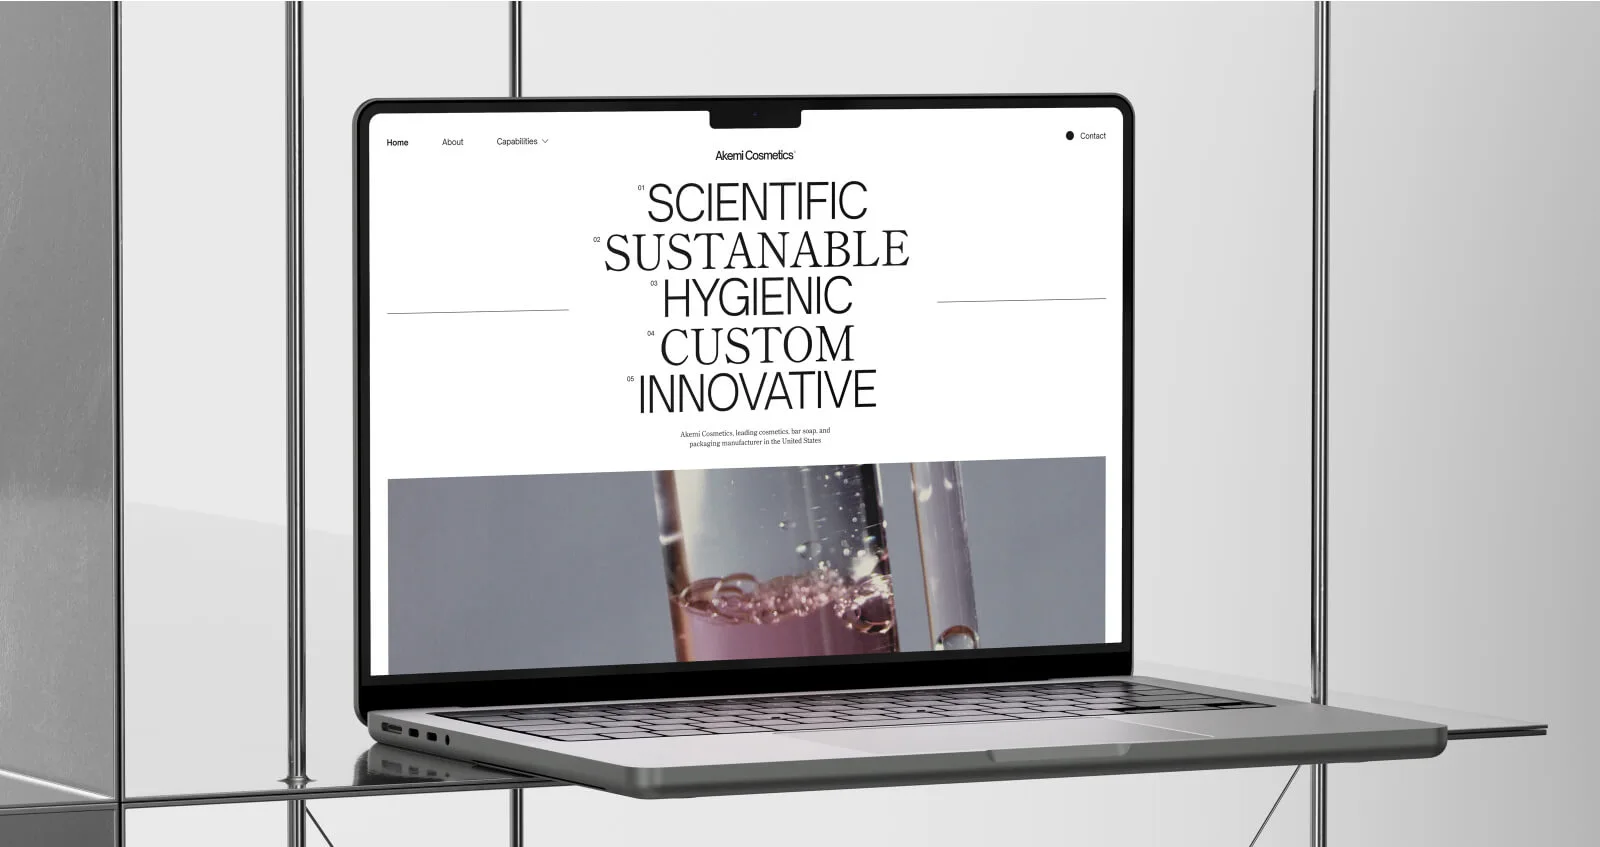 Home About Capabilities Contact
Akemi Cosmetics
01 SCIENTIFIC
02 SUSTANABLE
03 HYGIENIC
04 CUSTOM
05 INNOVATIVE
Akemi Cosmetics, leading cosmetics, bar soap, and
packaging manufacturer in the United States